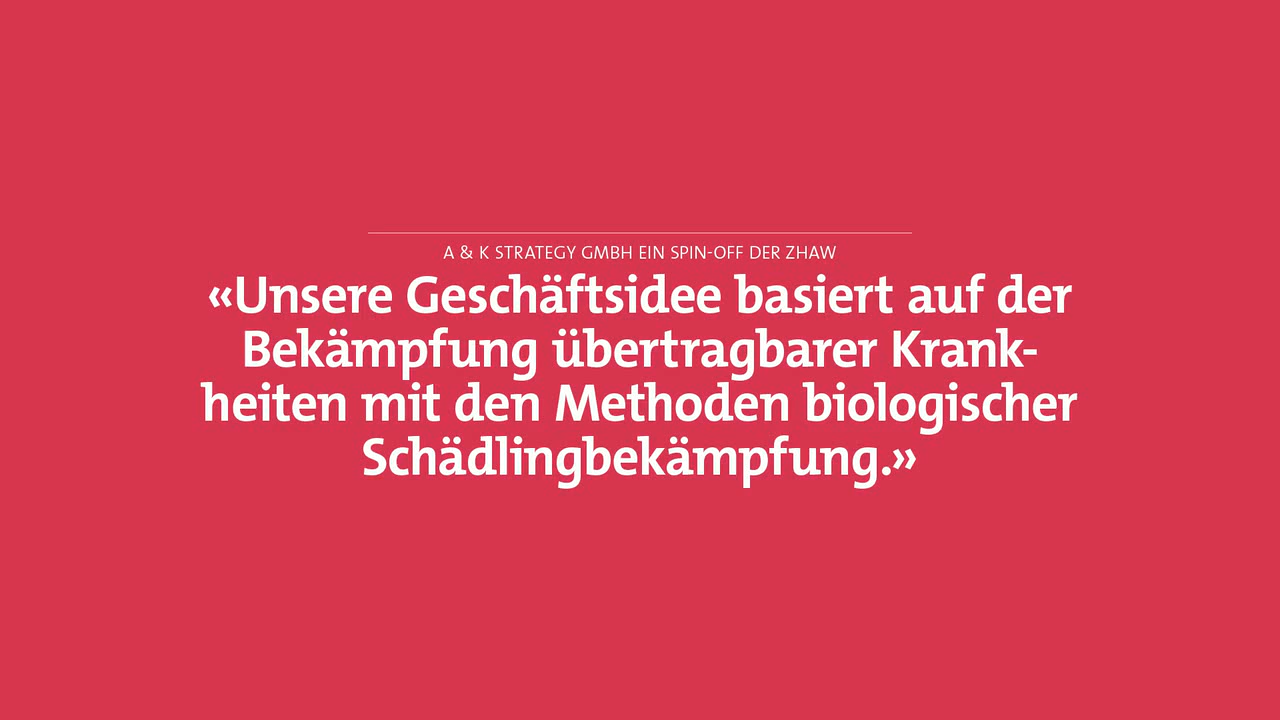 A & K STRATEGY GMBH EIN SPIN-OFF DER ZHAW
«Unsere Geschäftsidee basiert auf der
Bekämpfung übertragbarer Krank-
heiten mit den Methoden biologischer
Schädlingbekämpfung.»